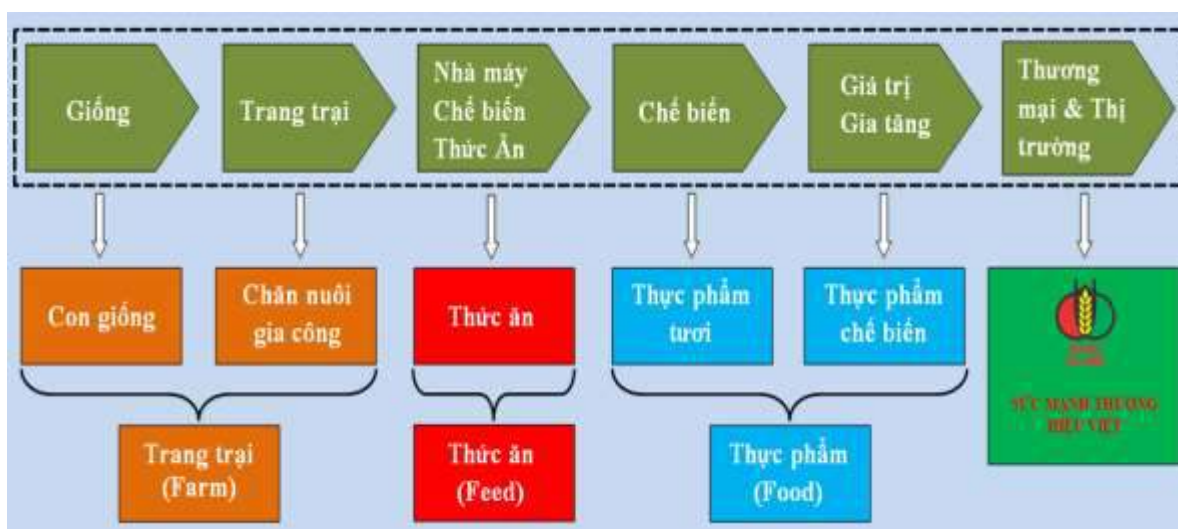 Giống
Trang trại
Nhà máy
Chế biến
Thức Ăn
Chế biến
Giá trị
Gia tăng
Thương
mại & Thị
trường
Con giống
Chăn nuôi
gia công
Thức ăn
Thực phẩm
tươi
Thực phẩm
chế biến
SỨC MẠNH THƯƠNG
HIỆU VIỆT
Trang trại
(Farm)
Thức ăn
(Feed)
Thực phẩm
(Food)